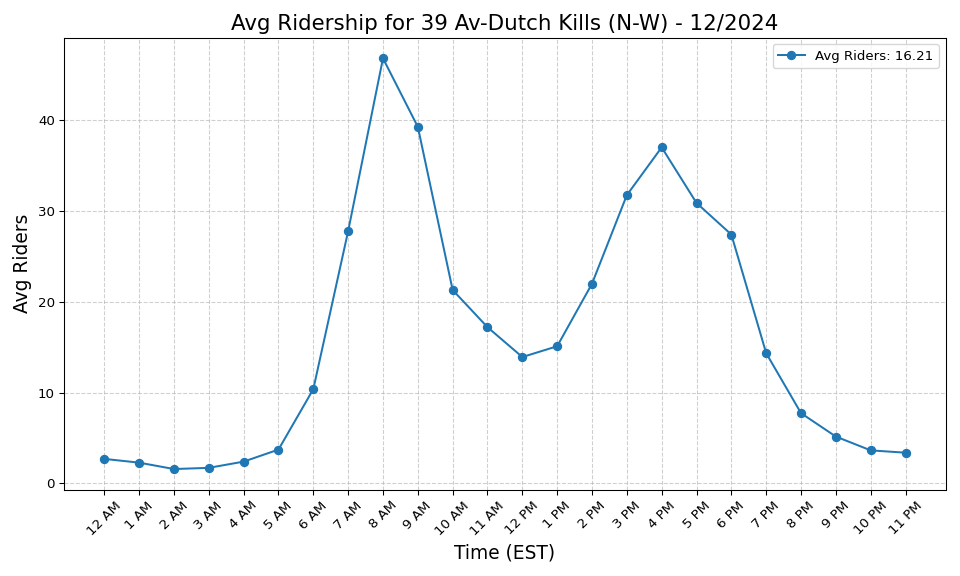 Avg Ridership for 39 Av-Dutch Kills (N-W) - 12/2024
Avg Riders: 16.21
Avg Riders
40
30
20
10
0
12 AM
1 AM
2 AM
3 AM
4 AM
5 AM
6 AM
7 AM
8 AM
9 AM
10 AM
11 AM
12 PM
1 PM
2 PM
3 PM
4 PM
5 PM
6 PM
7 PM
8 PM
9 PM
10 PM
11 PM
Time (EST)